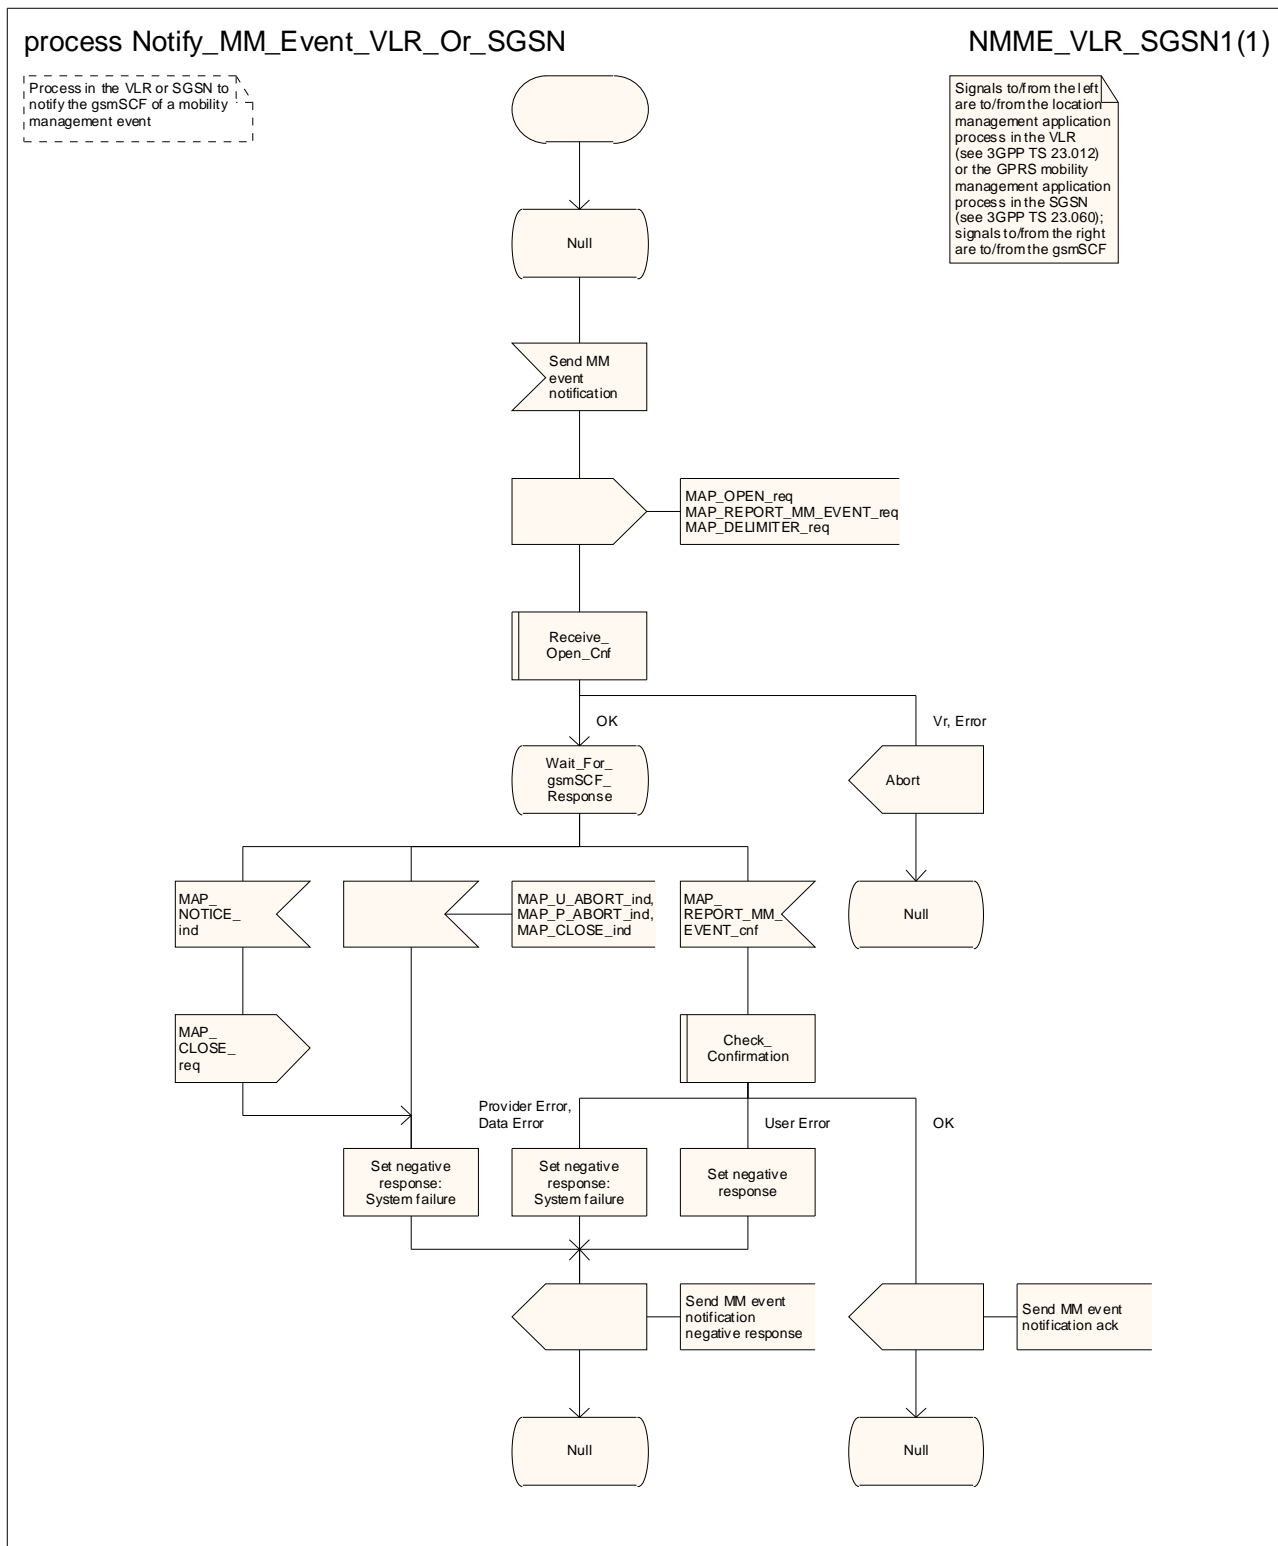 process Notify_MM_Event_VLR_Or_SGSN
NMME_VLR_SGSN1(1)
Process in the VLR or SGSN to
notify the gsmSCF of a mobility
management event
Signals to/from the left
are to/from the location
management application
process in the VLR
(see 3GPP TS 23.012)
or the GPRS mobility
management application
process in the SGSN
(see 3GPP TS 23.060);
signals to/from the right
are to/from the gsmSCF
Null
Send MM
event
notification
MAP_OPEN_req
MAP_REPORT_MM_EVENT_req
MAP_DELIMITER_req
Receive_
Open_Cnf
OK
Vr, Error
Wait_For_
gsmSCF_
Response
Abort
MAP_
NOTICE_
ind
MAP_U_ABORT_ind,
MAP_P_ABORT_ind,
MAP_CLOSE_ind
MAP_
REPORT_MM_
EVENT_cnf
Null
MAP_
CLOSE_
req
Check_
Confirmation
Provider Error,
Data Error
User Error
OK
Set negative
response:
System failure
Set negative
response:
System failure
Set negative
response
Send MM event
notification
negative response
Send MM event
notification ack
Null
Null